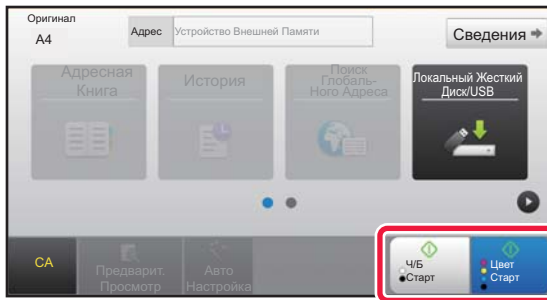 Оригинал
A4
Адрес
Устройство Внешней Памяти
Сведения
Адресная
Книга
История
Поиск
Глобаль-
Ного Адреса
Локальный Жесткий
Диск/USB
CA
Предварит.
Просмотр
Авто
Настройка
Ч/Б
Старт
Цвет
Старт